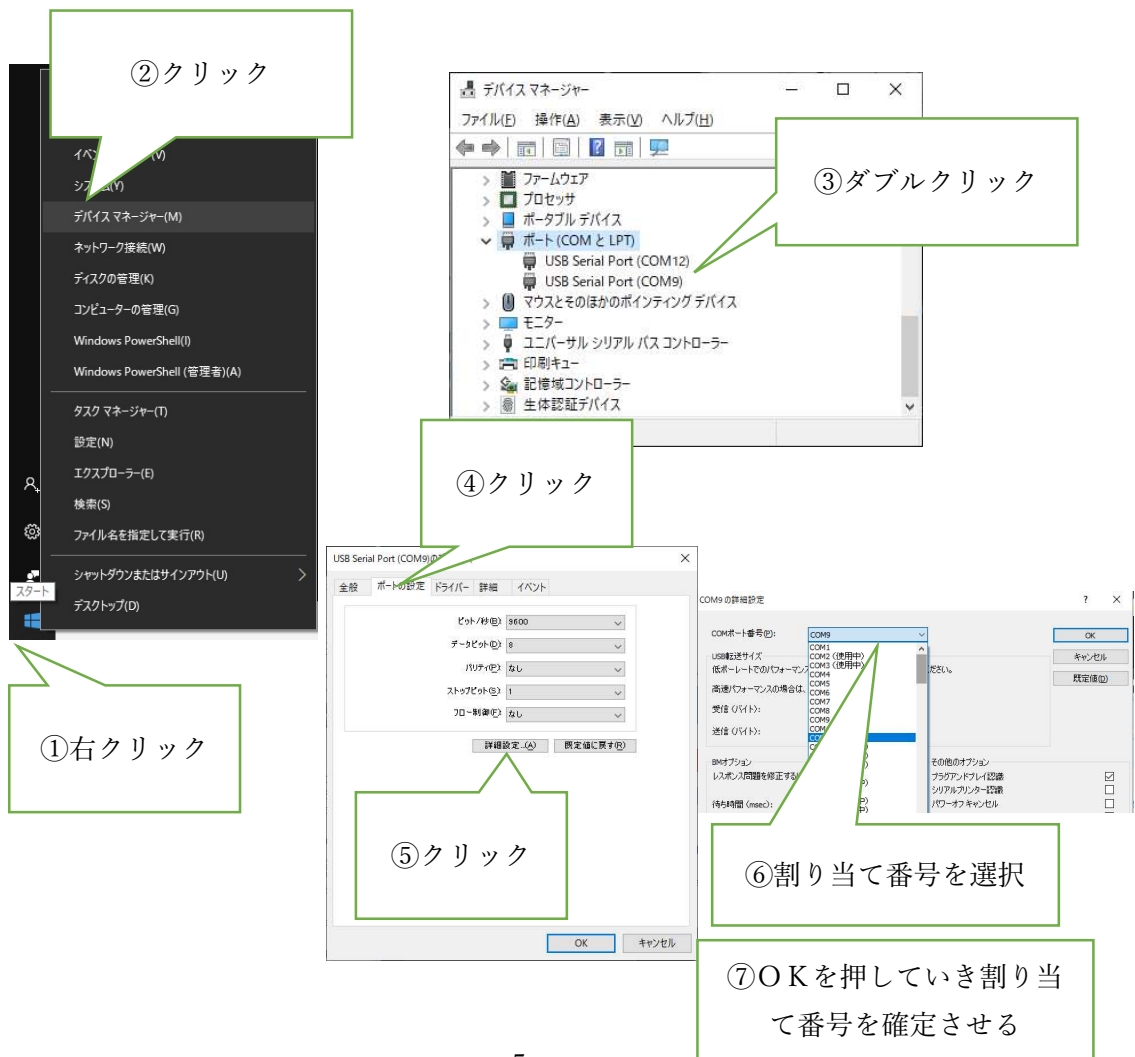 ②クリック
システム(Y)
デバイス マネージャー(M)
ネットワーク接続(W)
ディスクの管理(K)
コンピューターの管理(G)
Windows PowerShell(I)
Windows PowerShell (管理者)(A)
タスク マネージャー(T)
設定(N)
エクスプローラー(E)
検索(S)
ファイル名を指定して実行(R)
シャットダウンまたはサインアウト(U)
デスクトップ(D)
スタート
①右クリック
デバイス マネージャー
ファイル(F) 操作(A) 表示(V) ヘルプ(H)
③ダブルクリック
ファームウェア
プロセッサ
ポータブル デバイス
ポート (COM と LPT)
USB Serial Port (COM12)
USB Serial Port (COM9)
マウスとそのほかのポインティング デバイス
モニター
ユニバーサル シリアル バス コントローラー
印刷キュー
記憶域コントローラー
生体認証デバイス
④クリック
USB Serial Port (COM9)の
全般 ポートの設定 ドライバー 詳細 イベント
ビット/秒(B): 9600
データ ビット(D): 8
パリティ(P): なし
ストップ ビット(S): 1
フロー制御(F): なし
詳細設定...(A) 既定値に戻す(R)
⑤クリック
OK キャンセル
COM9 の詳細設定
COMポート番号(P): COM9
OK
キャンセル
既定値(D)
COM1
COM2 (使用中)
COM3 (使用中)
COM4
COM5
COM6
COM7
COM8
COM9
USB転送サイズ
低ボーレートでのパフォーマン
ださい。
高速パフォーマンスの場合は、
受信 (バイト):
送信 (バイト):
BMオプション
レスポンス問題を修正する
待ち時間 (msec):
その他のオプション
プラグアンドプレイ認識
シリアルプリンター認識
パワーオフ キャンセル
⑥割り当て番号を選択
⑦OKを押していき割り当
て番号を確定させる